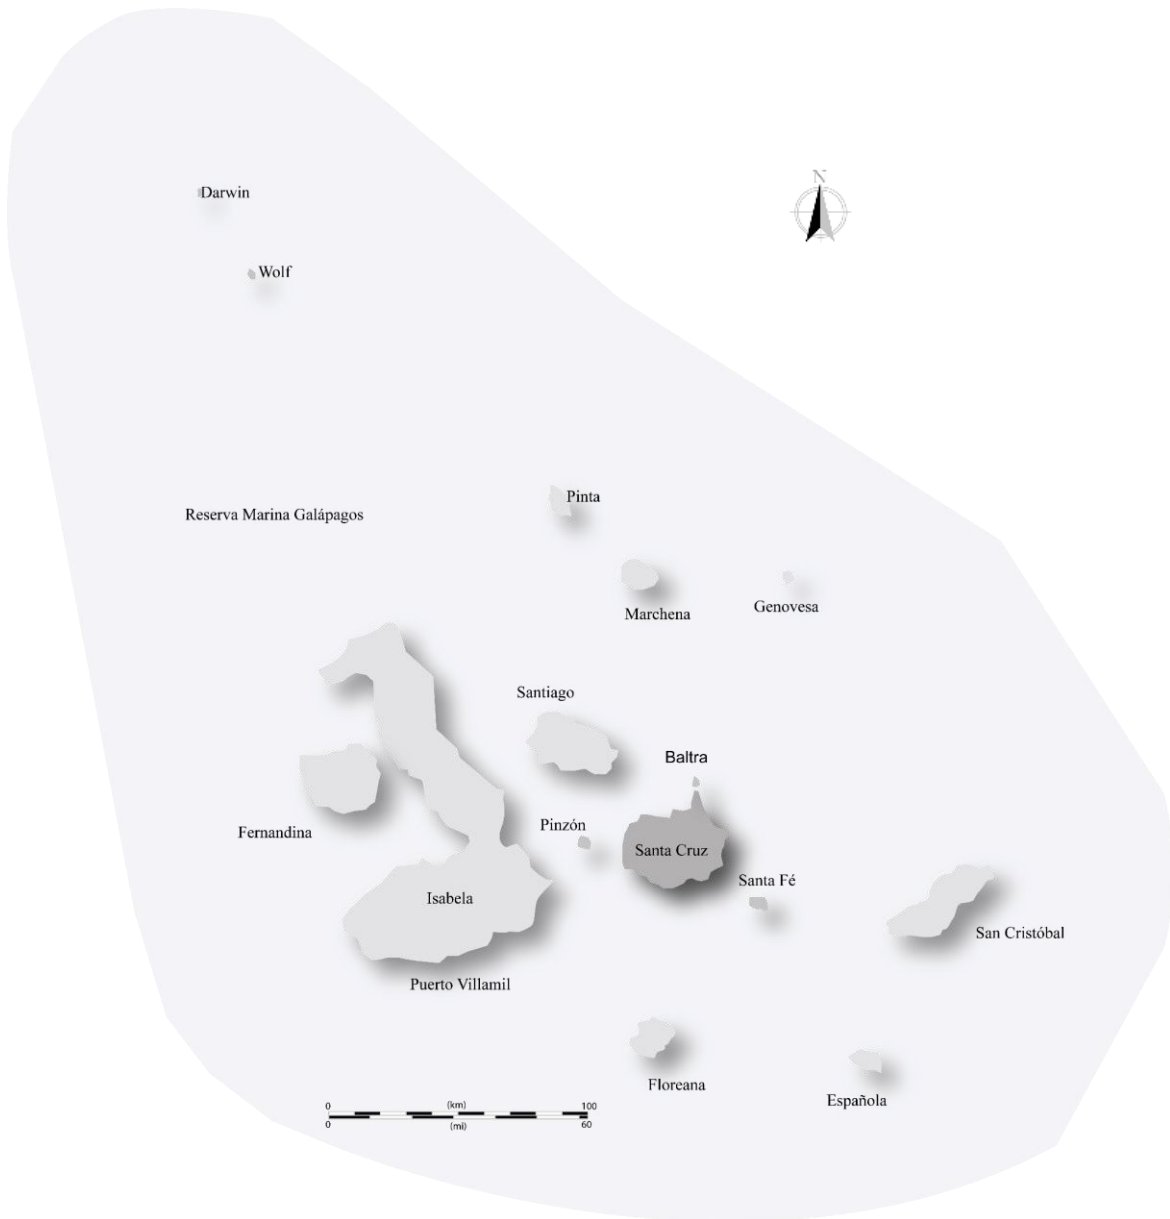 N
Darwin
Wolf
Pinta
Reserva Marina Galápagos
Marchena
Genovesa
Santiago
Baltra
Pinzón
Fernandina
Santa Cruz
Santa Fé
Isabela
San Cristóbal
Puerto Villamil
Floreana
Española
0 (km) 100
0 (mi) 60